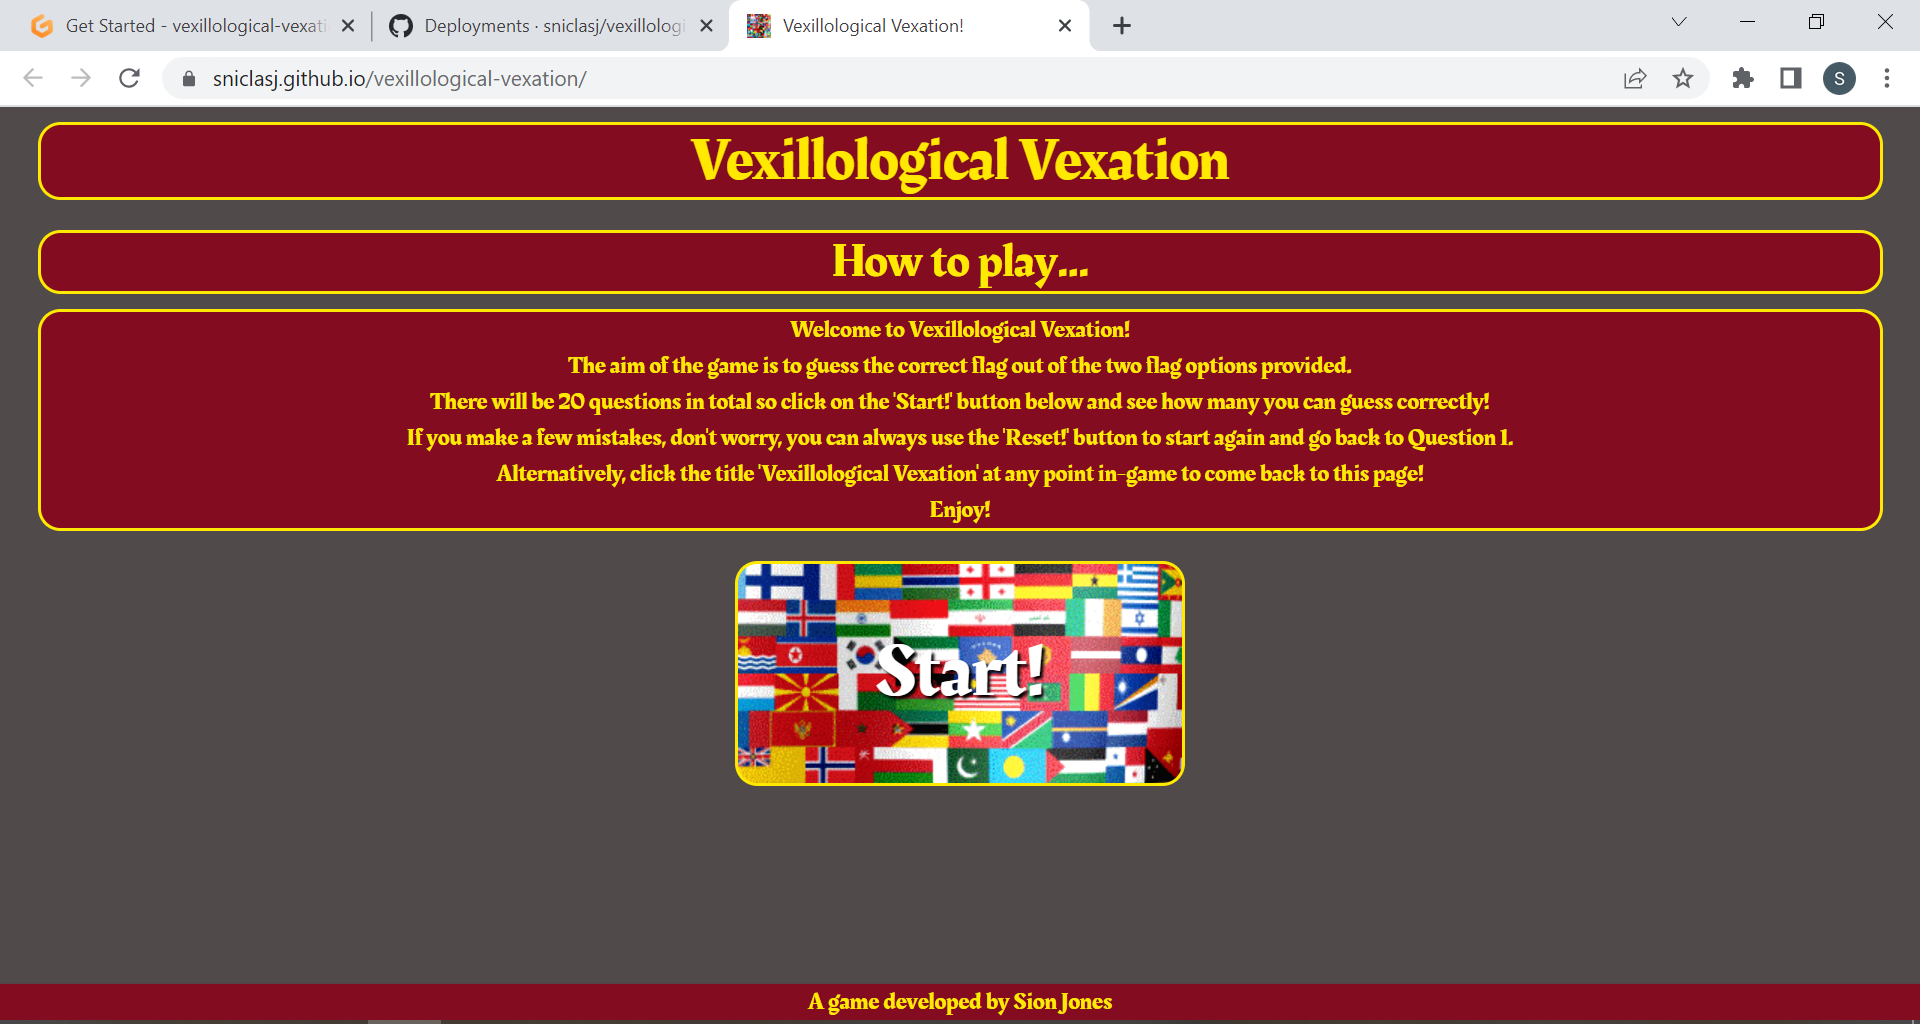 Get Started - vexillological-vexati
Deployments · sniclasj/vexillologi
Vexillological Vexation!
sniclasj.github.io/vexillological-vexation/
S
Vexillological Vexation
How to play...
Welcome to Vexillological Vexation!
The aim of the game is to guess the correct flag out of the two flag options provided.
There will be 20 questions in total so click on the 'Start!' button below and see how many you can guess correctly!
If you make a few mistakes, don't worry, you can always use the 'Reset!' button to start again and go back to Question 1.
Alternatively, click the title 'Vexillological Vexation' at any point in-game to come back to this page!
Enjoy!
Start!
A game developed by Sion Jones